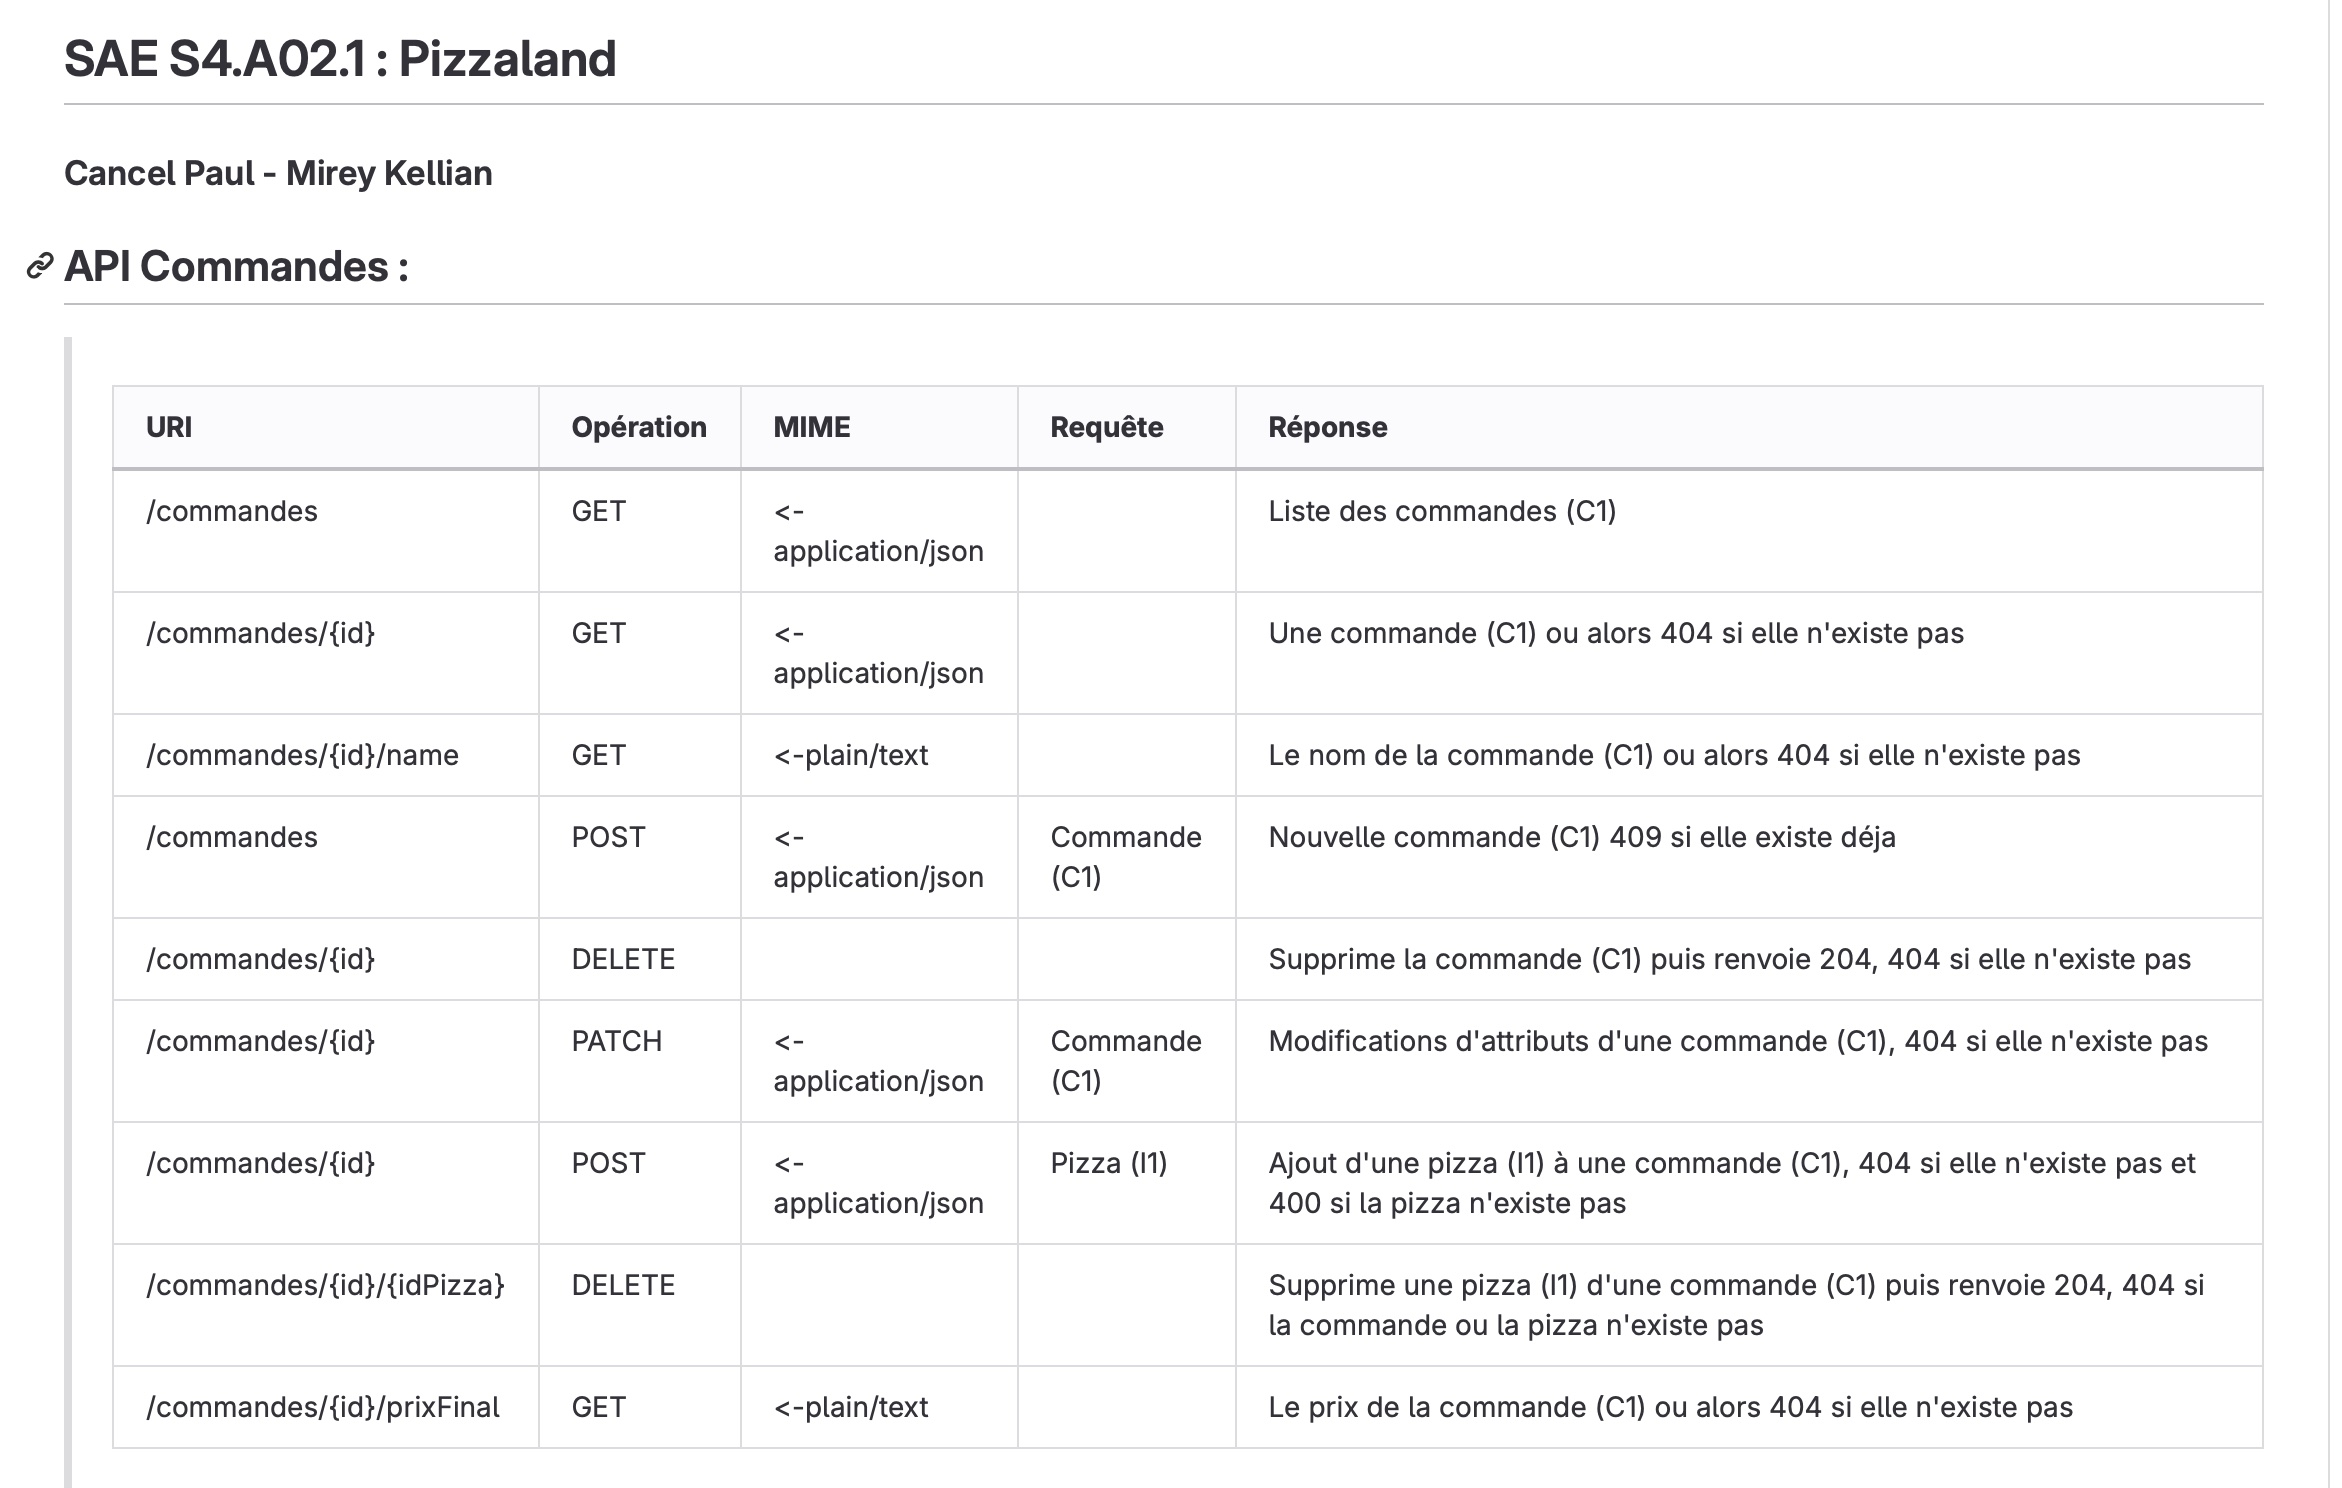 SAE S4.A02.1 : Pizzaland
Cancel Paul - Mirey Kellian
API Commandes :
URI Opération MIME Requête Réponse
/commandes GET <- Liste des commandes (C1)
application/json
/commandes/{id} GET <- Une commande (C1) ou alors 404 si elle n'existe pas
application/json
/commandes/{id}/name GET <-plain/text Le nom de la commande (C1) ou alors 404 si elle n'existe pas
/commandes POST <- Commande Nouvelle commande (C1) 409 si elle existe déja
application/json (C1)
/commandes/{id} DELETE Supprime la commande (C1) puis renvoie 204, 404 si elle n'existe pas
/commandes/{id} PATCH <- Commande Modifications d'attributs d'une commande (C1), 404 si elle n'existe pas
application/json (C1)
/commandes/{id} POST <- Pizza (I1) Ajout d'une pizza (I1) à une commande (C1), 404 si elle n'existe pas et
application/json 400 si la pizza n'existe pas
/commandes/{id}/{idPizza} DELETE Supprime une pizza (I1) d'une commande (C1) puis renvoie 204, 404 si
la commande ou la pizza n'existe pas
/commandes/{id}/prixFinal GET <-plain/text Le prix de la commande (C1) ou alors 404 si elle n'existe pas